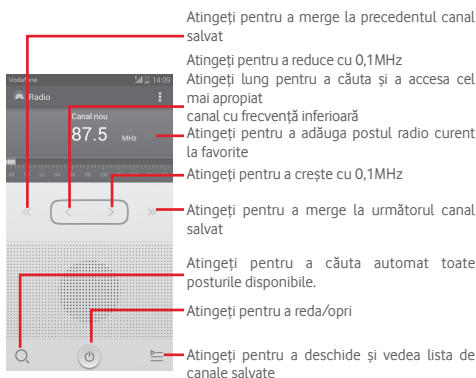 Atingeți pentru a merge la precedentul canal
salvat
Atingeți pentru a reduce cu 0,1MHz
Atingeți lung pentru a căuta și a accesa cel
mai apropiat
canal cu frecvență inferioară
Atingeți pentru a adăuga postul radio curent
la favorite
Atingeți pentru a crește cu 0,1MHz
Atingeți pentru a merge la următorul canal
salvat
Atingeți pentru a căuta automat toate
posturile disponibile.
Atingeți pentru a reda/opri
Atingeți pentru a deschide și vedea lista de
canale salvate
Vodafone 14:09
Radio
Canal nou
87.5 MHz